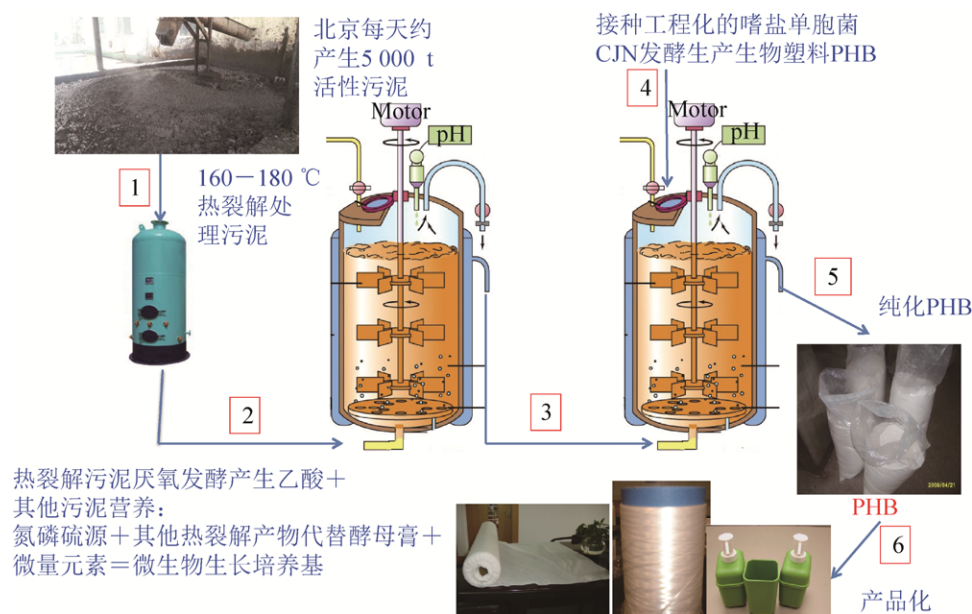 北京每天约
产生5 000 t
活性污泥
接种工程化的嗜盐单胞菌
CJN发酵生产生物塑料PHB
4
Motor
pH
Motor
pH
1
160－180 ℃
热裂解处
理污泥
5
纯化PHB
2
3
热裂解污泥厌氧发酵产生乙酸＋
其他污泥营养：
氮磷硫源＋其他热裂解产物代替酵母膏＋
微量元素＝微生物生长培养基
2008/04/21
PHB
6
产品化